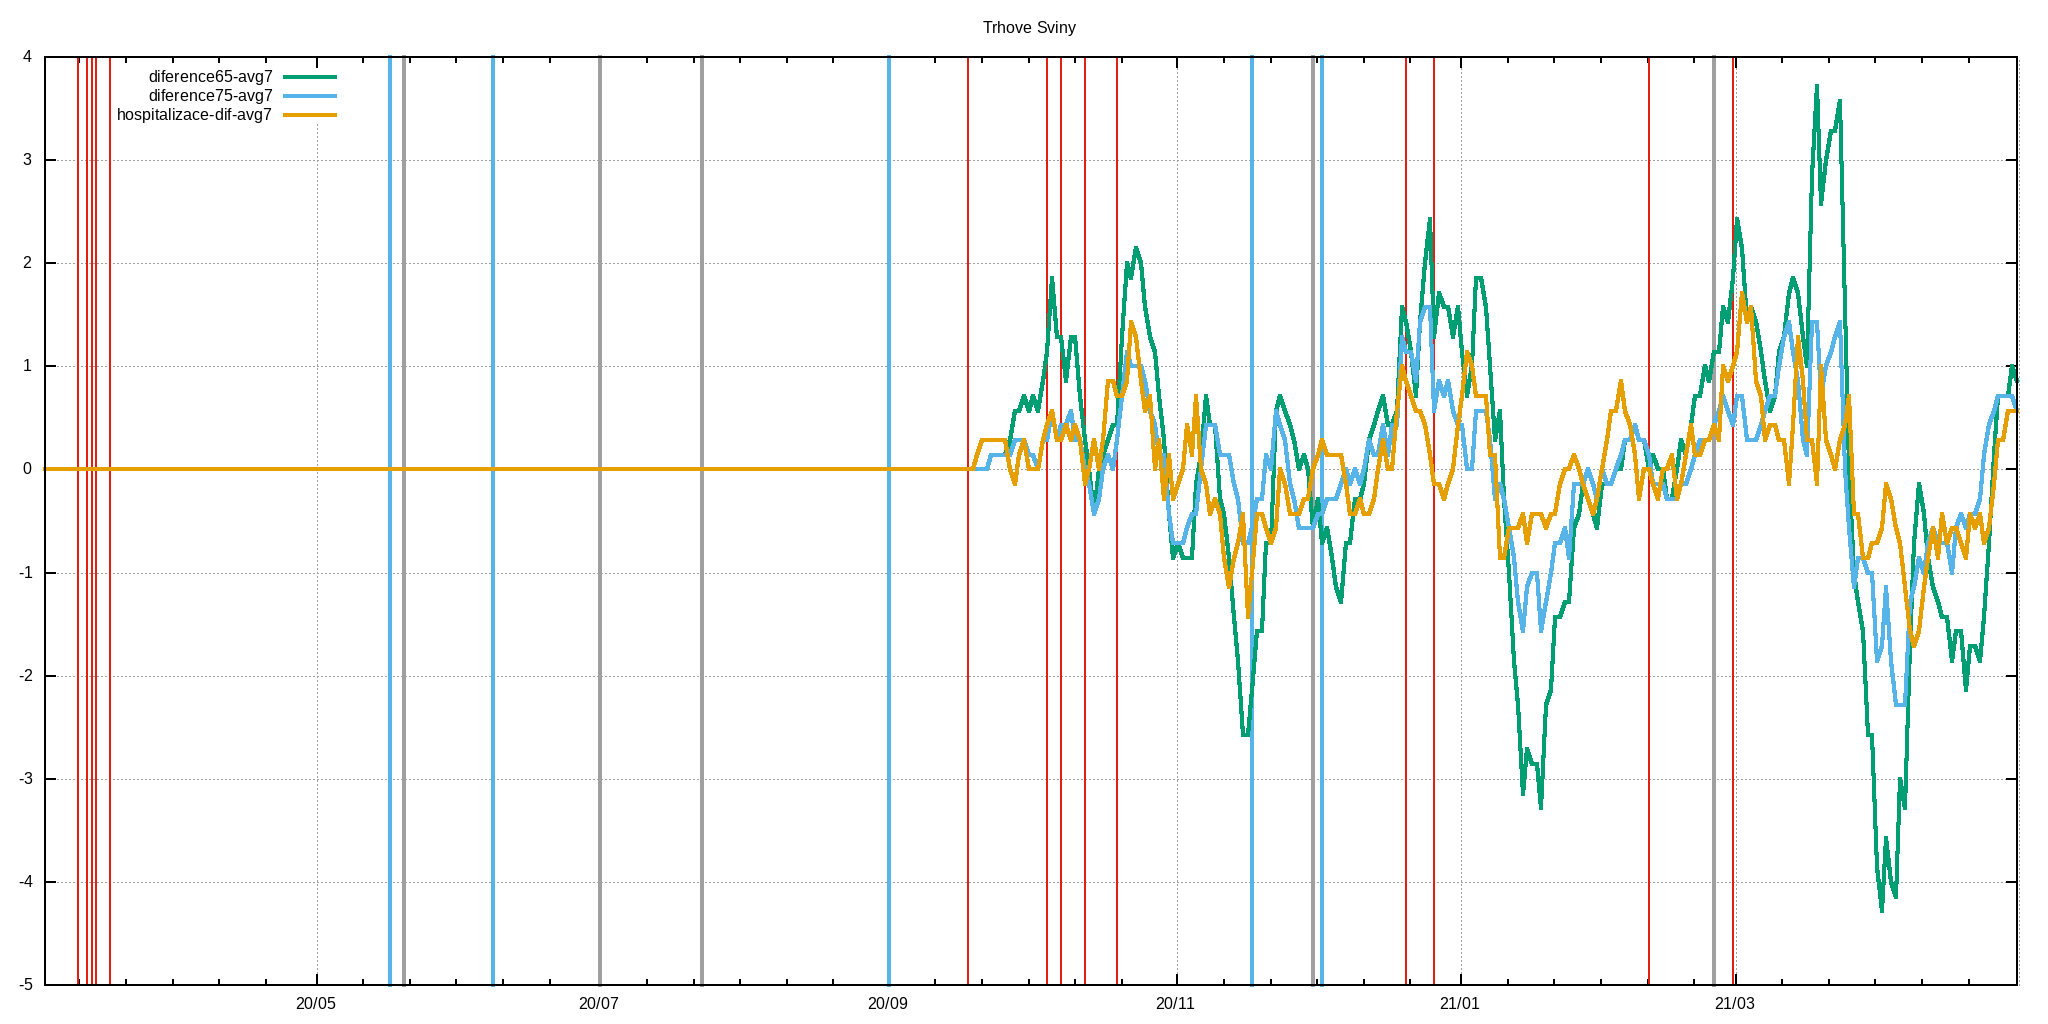 Trhove Sviny
diference65-avg7
diference75-avg7
hospitalizace-dif-avg7
4
3
2
1
0
-1
-2
-3
-4
-5
20/05 20/07 20/09 20/11 21/01 21/03